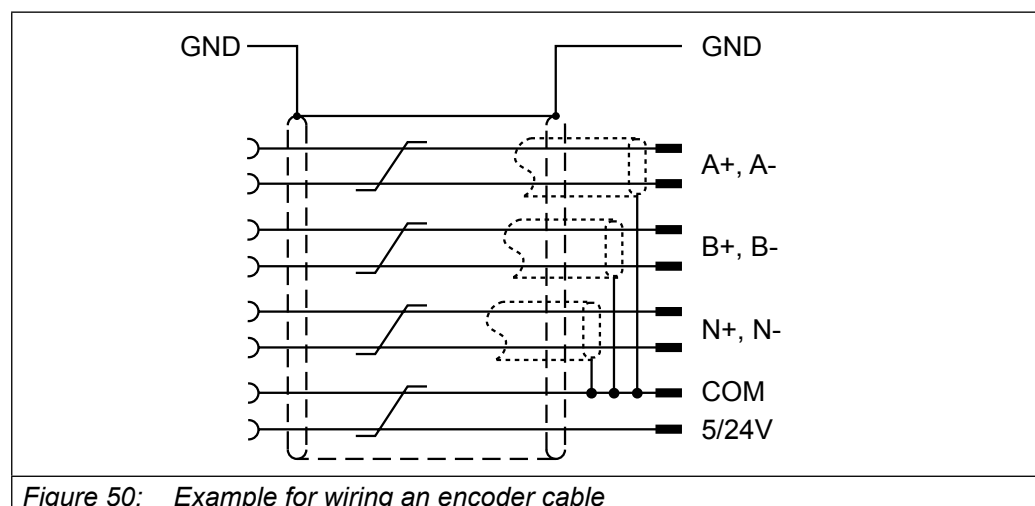 GND GND
A+, A-
B+, B-
N+, N-
COM
5/24V
Figure 50: Example for wiring an encoder cable